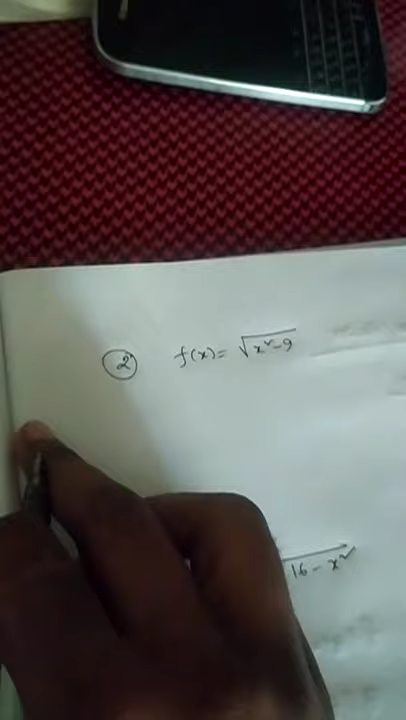 ② f(x) = √(x²-9)
16 - x²